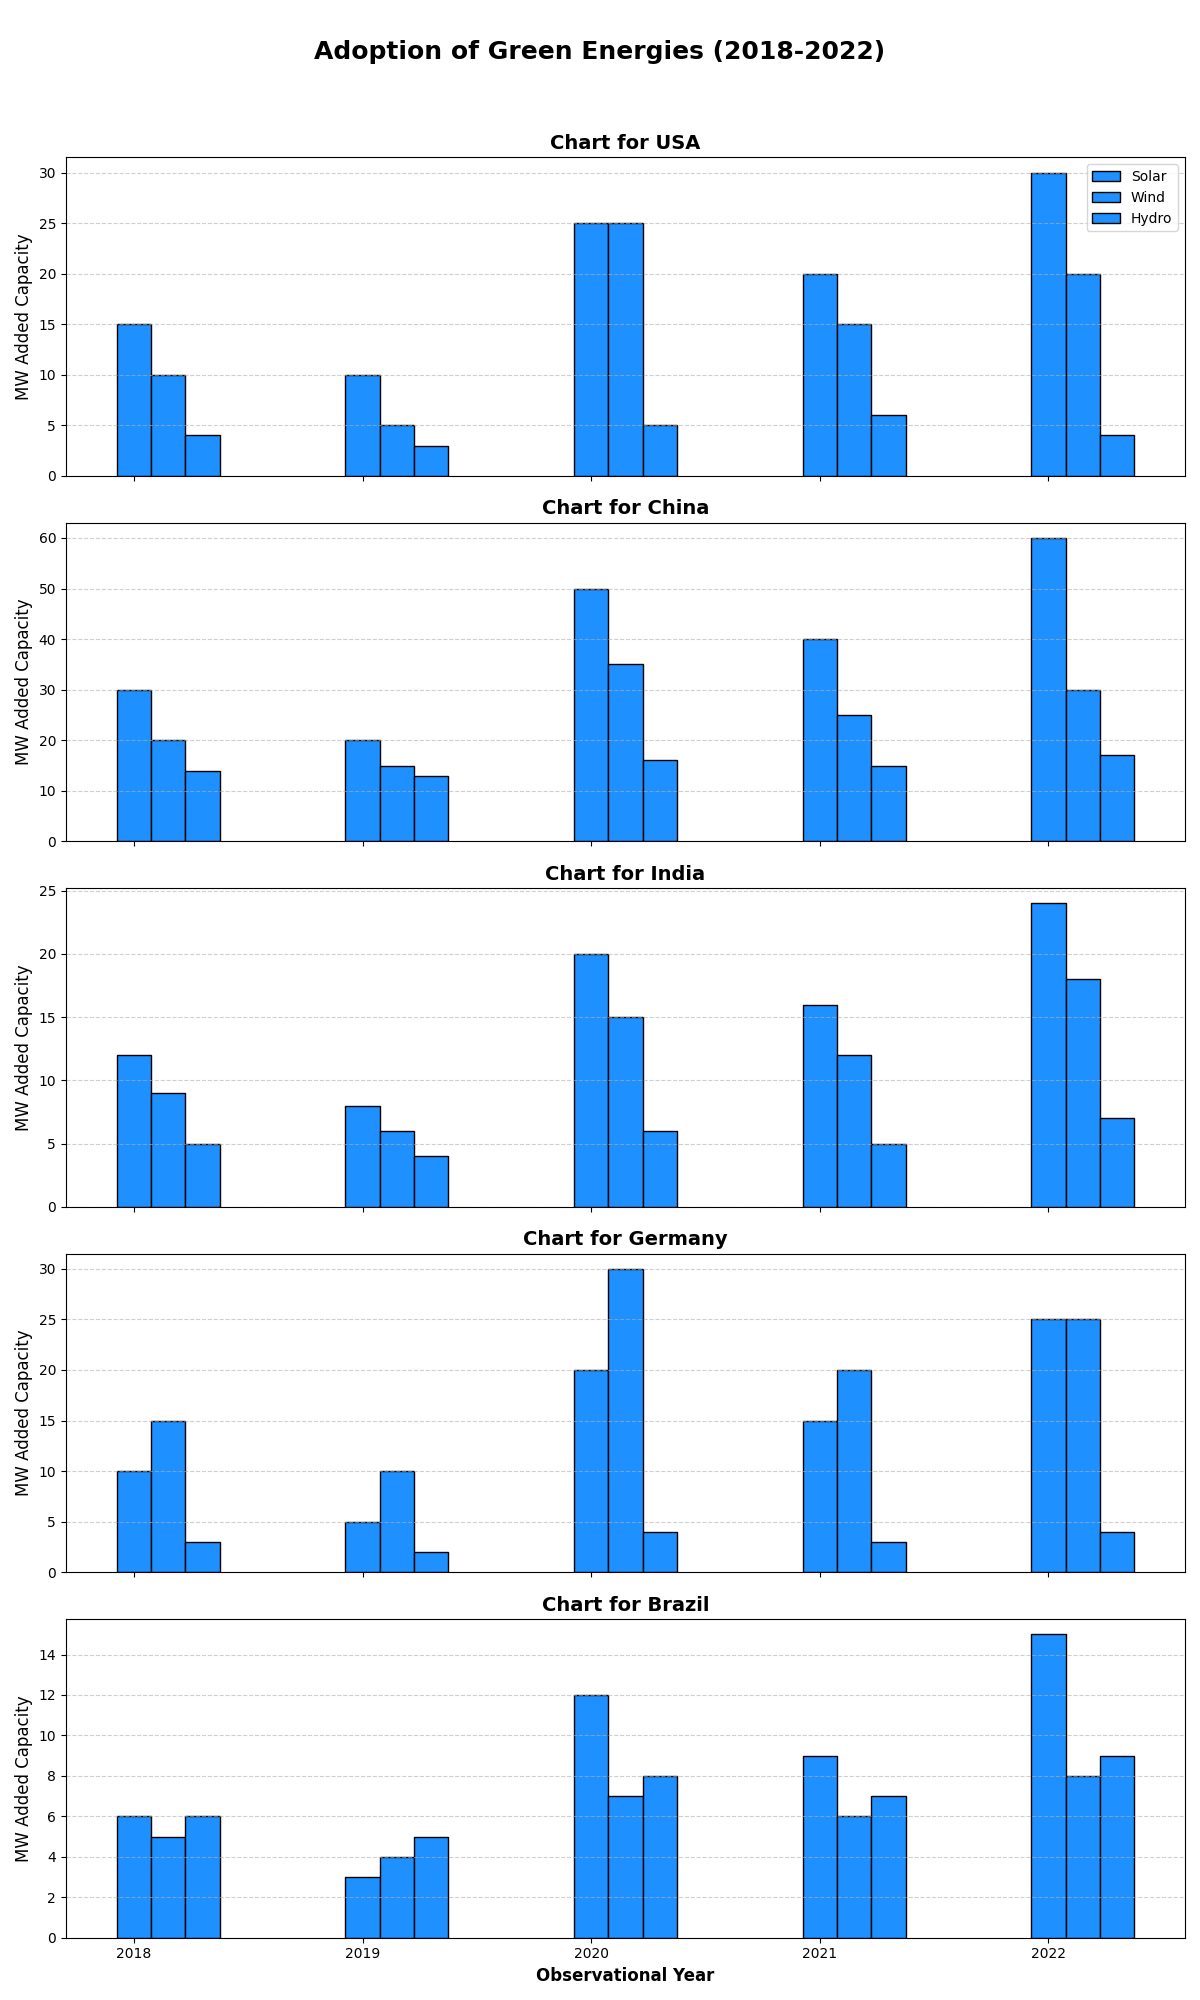 Adoption of Green Energies (2018-2022)
Chart for USA
MW Added Capacity
30
25
20
15
10
5
0
Solar
Wind
Hydro
Chart for China
MW Added Capacity
60
50
40
30
20
10
0
Chart for India
MW Added Capacity
25
20
15
10
5
0
Chart for Germany
MW Added Capacity
30
25
20
15
10
5
0
Chart for Brazil
MW Added Capacity
14
12
10
8
6
4
2
0
2018 2019 2020 2021 2022
Observational Year